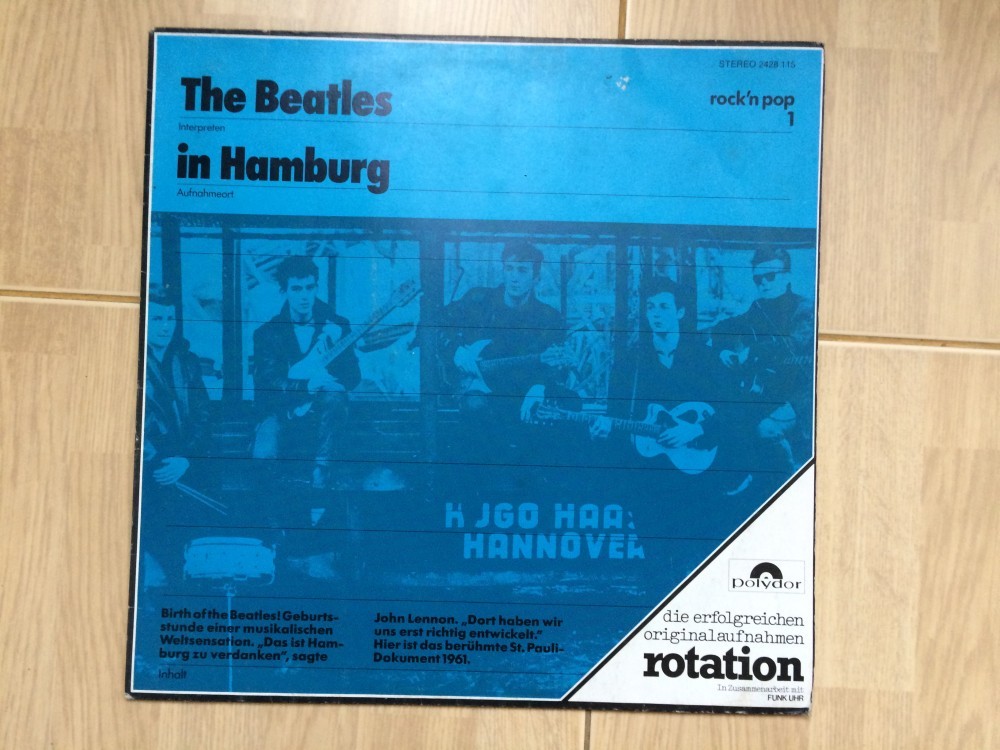 STEREO 2428 115
The Beatles
rock'n pop
1
Interpreten
in Hamburg
Aufnahmeort
HUGO HAAS
HANNOVER
Birth of the Beatles! Geburts-
stunde einer musikalischen
Weltsensation. „Das ist Ham-
burg zu verdanken“, sagte
John Lennon. „Dort haben wir
uns erst richtig entwickelt.“
Hier ist das berühmte St. Pauli-
Dokument 1961.
Inhalt
polydor
die erfolgreichen
originalaufnahmen
rotation
In Zusammenarbeit mit
FUNK UHR